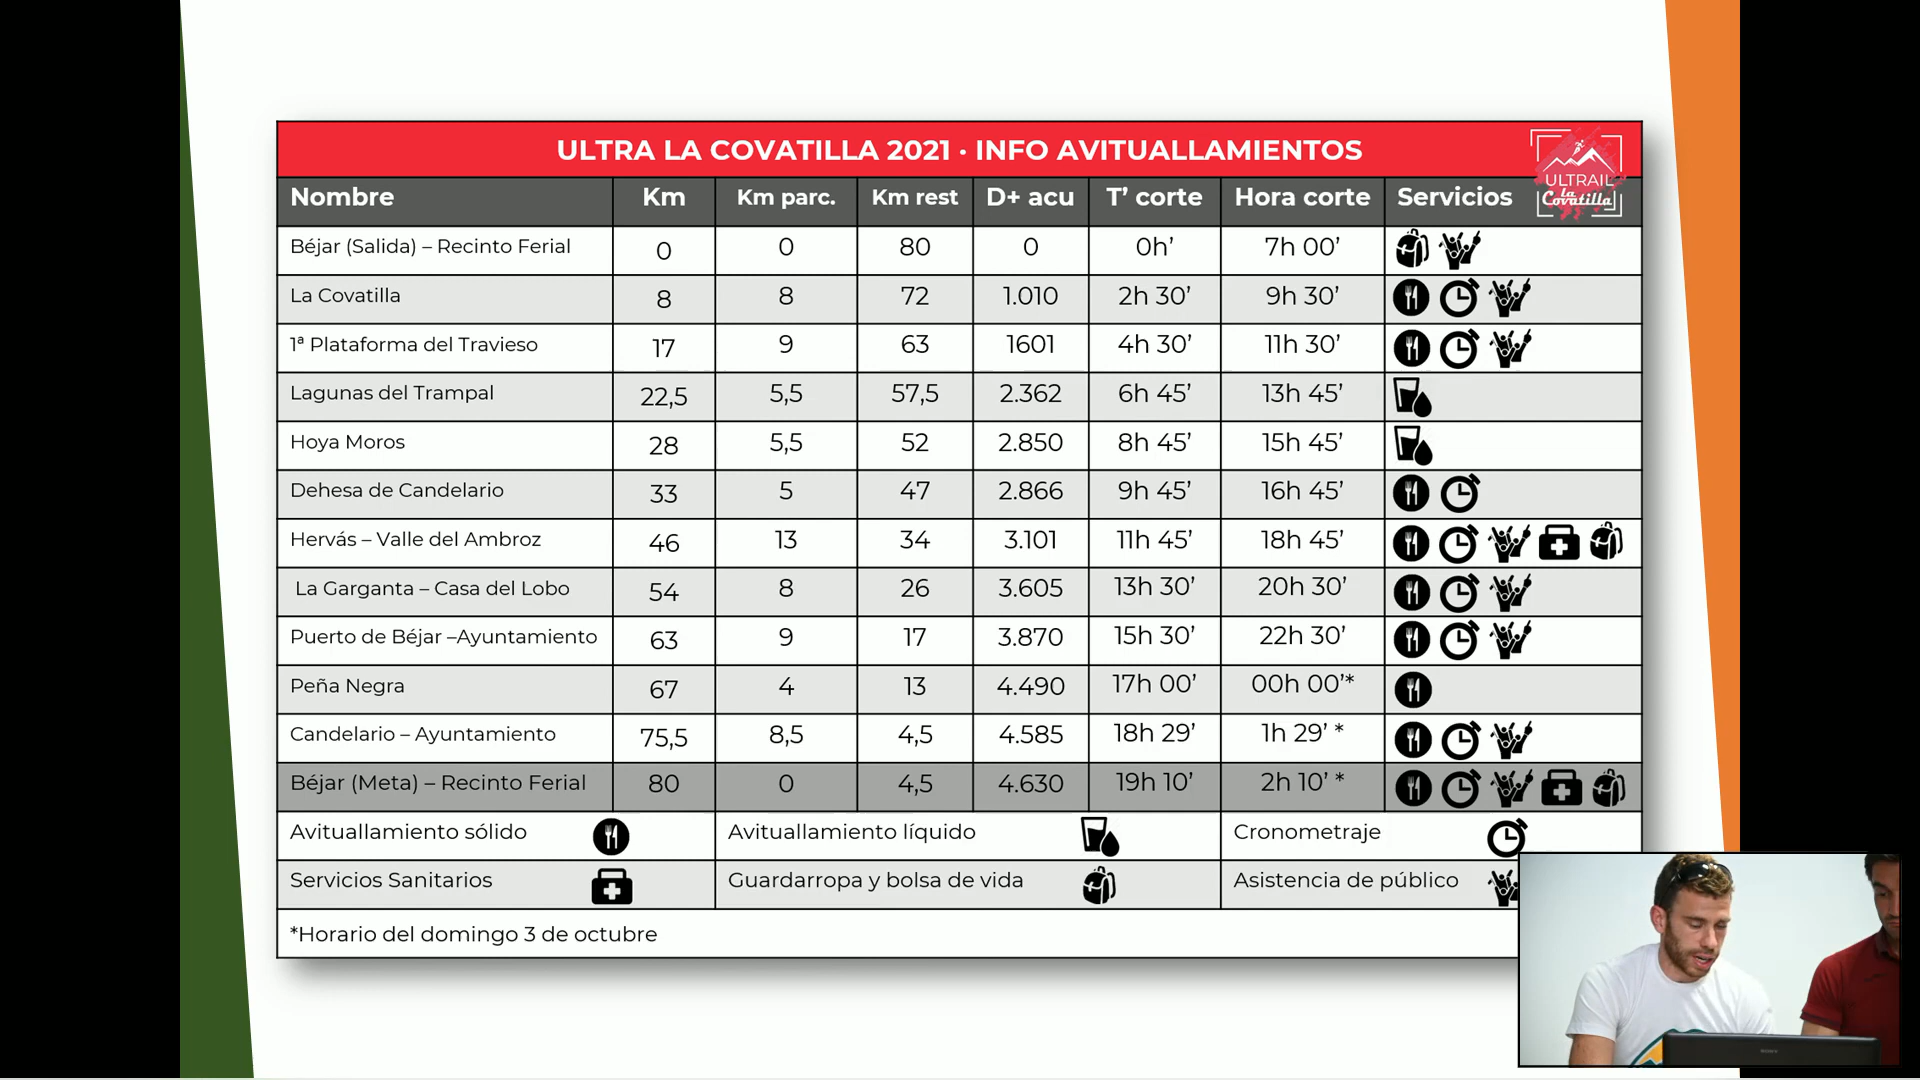 ULTRA LA COVATILLA 2021 · INFO AVITUALLAMIENTOS
ULTRAIL
la
Covatilla
Nombre Km Km parc. Km rest D+ acu T’ corte Hora corte Servicios
Béjar (Salida) – Recinto Ferial 0 0 80 0 0h’ 7h 00’
La Covatilla 8 8 72 1.010 2h 30’ 9h 30’
1ª Plataforma del Travieso 17 9 63 1601 4h 30’ 11h 30’
Lagunas del Trampal 22,5 5,5 57,5 2.362 6h 45’ 13h 45’
Hoya Moros 28 5,5 52 2.850 8h 45’ 15h 45’
Dehesa de Candelario 33 5 47 2.866 9h 45’ 16h 45’
Hervás – Valle del Ambroz 46 13 34 3.101 11h 45’ 18h 45’
La Garganta – Casa del Lobo 54 8 26 3.605 13h 30’ 20h 30’
Puerto de Béjar –Ayuntamiento 63 9 17 3.870 15h 30’ 22h 30’
Peña Negra 67 4 13 4.490 17h 00’ 00h 00’*
Candelario – Ayuntamiento 75,5 8,5 4,5 4.585 18h 29’ 1h 29’ *
Béjar (Meta) – Recinto Ferial 80 0 4,5 4.630 19h 10’ 2h 10’ *
Avituallamiento sólido Avituallamiento líquido Cronometraje
Servicios Sanitarios Guardarropa y bolsa de vida Asistencia de público
*Horario del domingo 3 de octubre
SONY